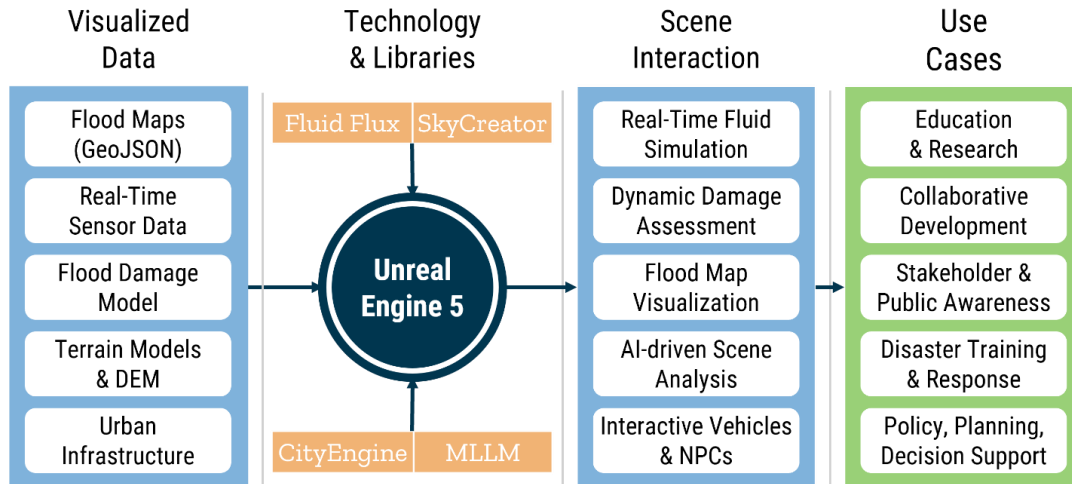 Visualized
Data
Technology
& Libraries
Scene
Interaction
Use
Cases
Flood Maps
(GeoJSON)
Real-Time
Sensor Data
Flood Damage
Model
Terrain Models
& DEM
Urban
Infrastructure
Fluid Flux
SkyCreator
Unreal
Engine 5
CityEngine
MLLM
Real-Time Fluid
Simulation
Dynamic Damage
Assessment
Flood Map
Visualization
AI-driven Scene
Analysis
Interactive Vehicles
& NPCs
Education
& Research
Collaborative
Development
Stakeholder &
Public Awareness
Disaster Training
& Response
Policy, Planning,
Decision Support